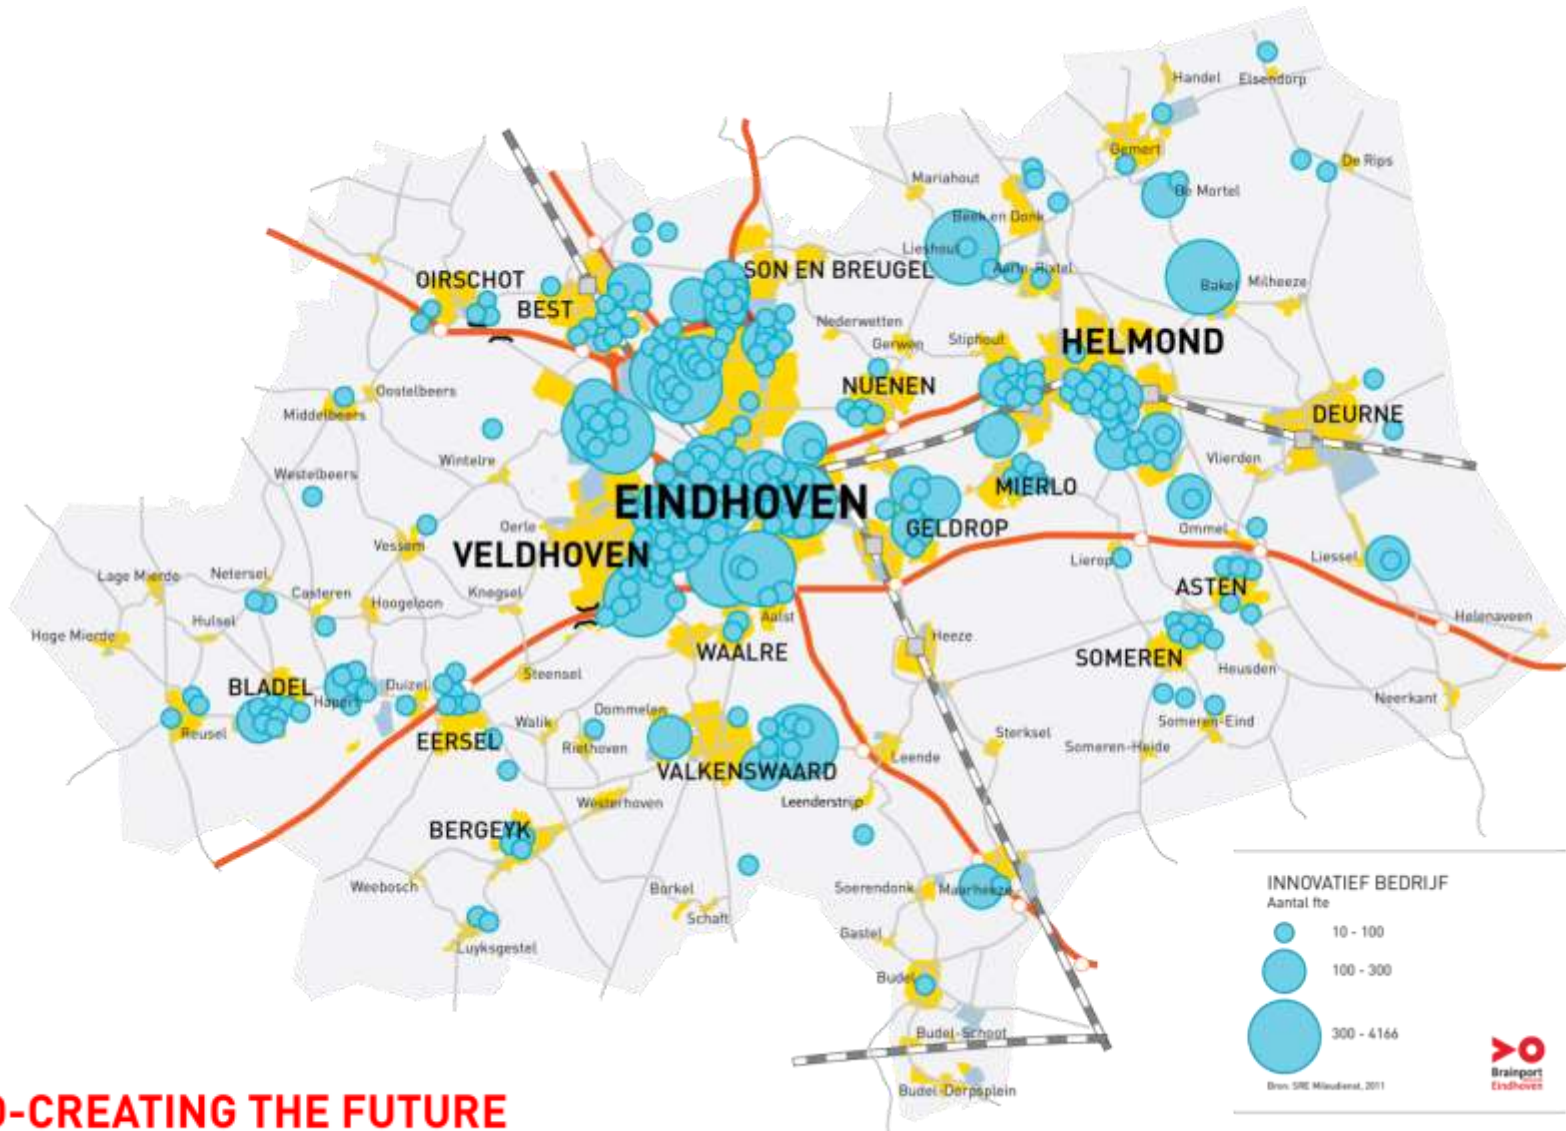 Handel
Elsendorp
Gemert
De Rips
Mariahout
De Mortel
Beek en Donk
Lieshout
SON EN BREUGEL
Aarle-Rixtel
OIRSCHOT
Bakel
Milheeze
BEST
Nederwetten
Gerwen
Stiphout
HELMOND
NUENEN
Oostelbeers
Middelbeers
DEURNE
Wintelre
Vlierden
Westelbeers
MIERLO
EINDHOVEN
Oerle
GELDROP
Ommel
Vessem
VELDHOVEN
Lierop
Liessel
Lage Mierde
Netersel
Casteren
Knegsel
ASTEN
Hoogeloon
Hulsel
Aalst
Helenaveen
Hoge Mierde
Heeze
WAALRE
SOMEREN
Heusden
Steensel
BLADEL
Duizel
Hapert
Neerkant
Dommelen
Walik
Someren-Eind
Reusel
EERSEL
Riethoven
Sterksel
Someren-Heide
Leende
VALKENSWAARD
Westerhoven
Leenderstrijp
BERGEYK
Weebosch
Borkel
Soerendonk
Maarheeze
Schaft
Gastel
Luyksgestel
Budel
Budel-Schoot
Budel-Dorpsplein
INNOVATIEF BEDRIJF
Aantal fte
10 - 100
100 - 300
300 - 4166
Bron: SRE Milieudienst, 2011
Brainport
Eindhoven
O-CREATING THE FUTURE